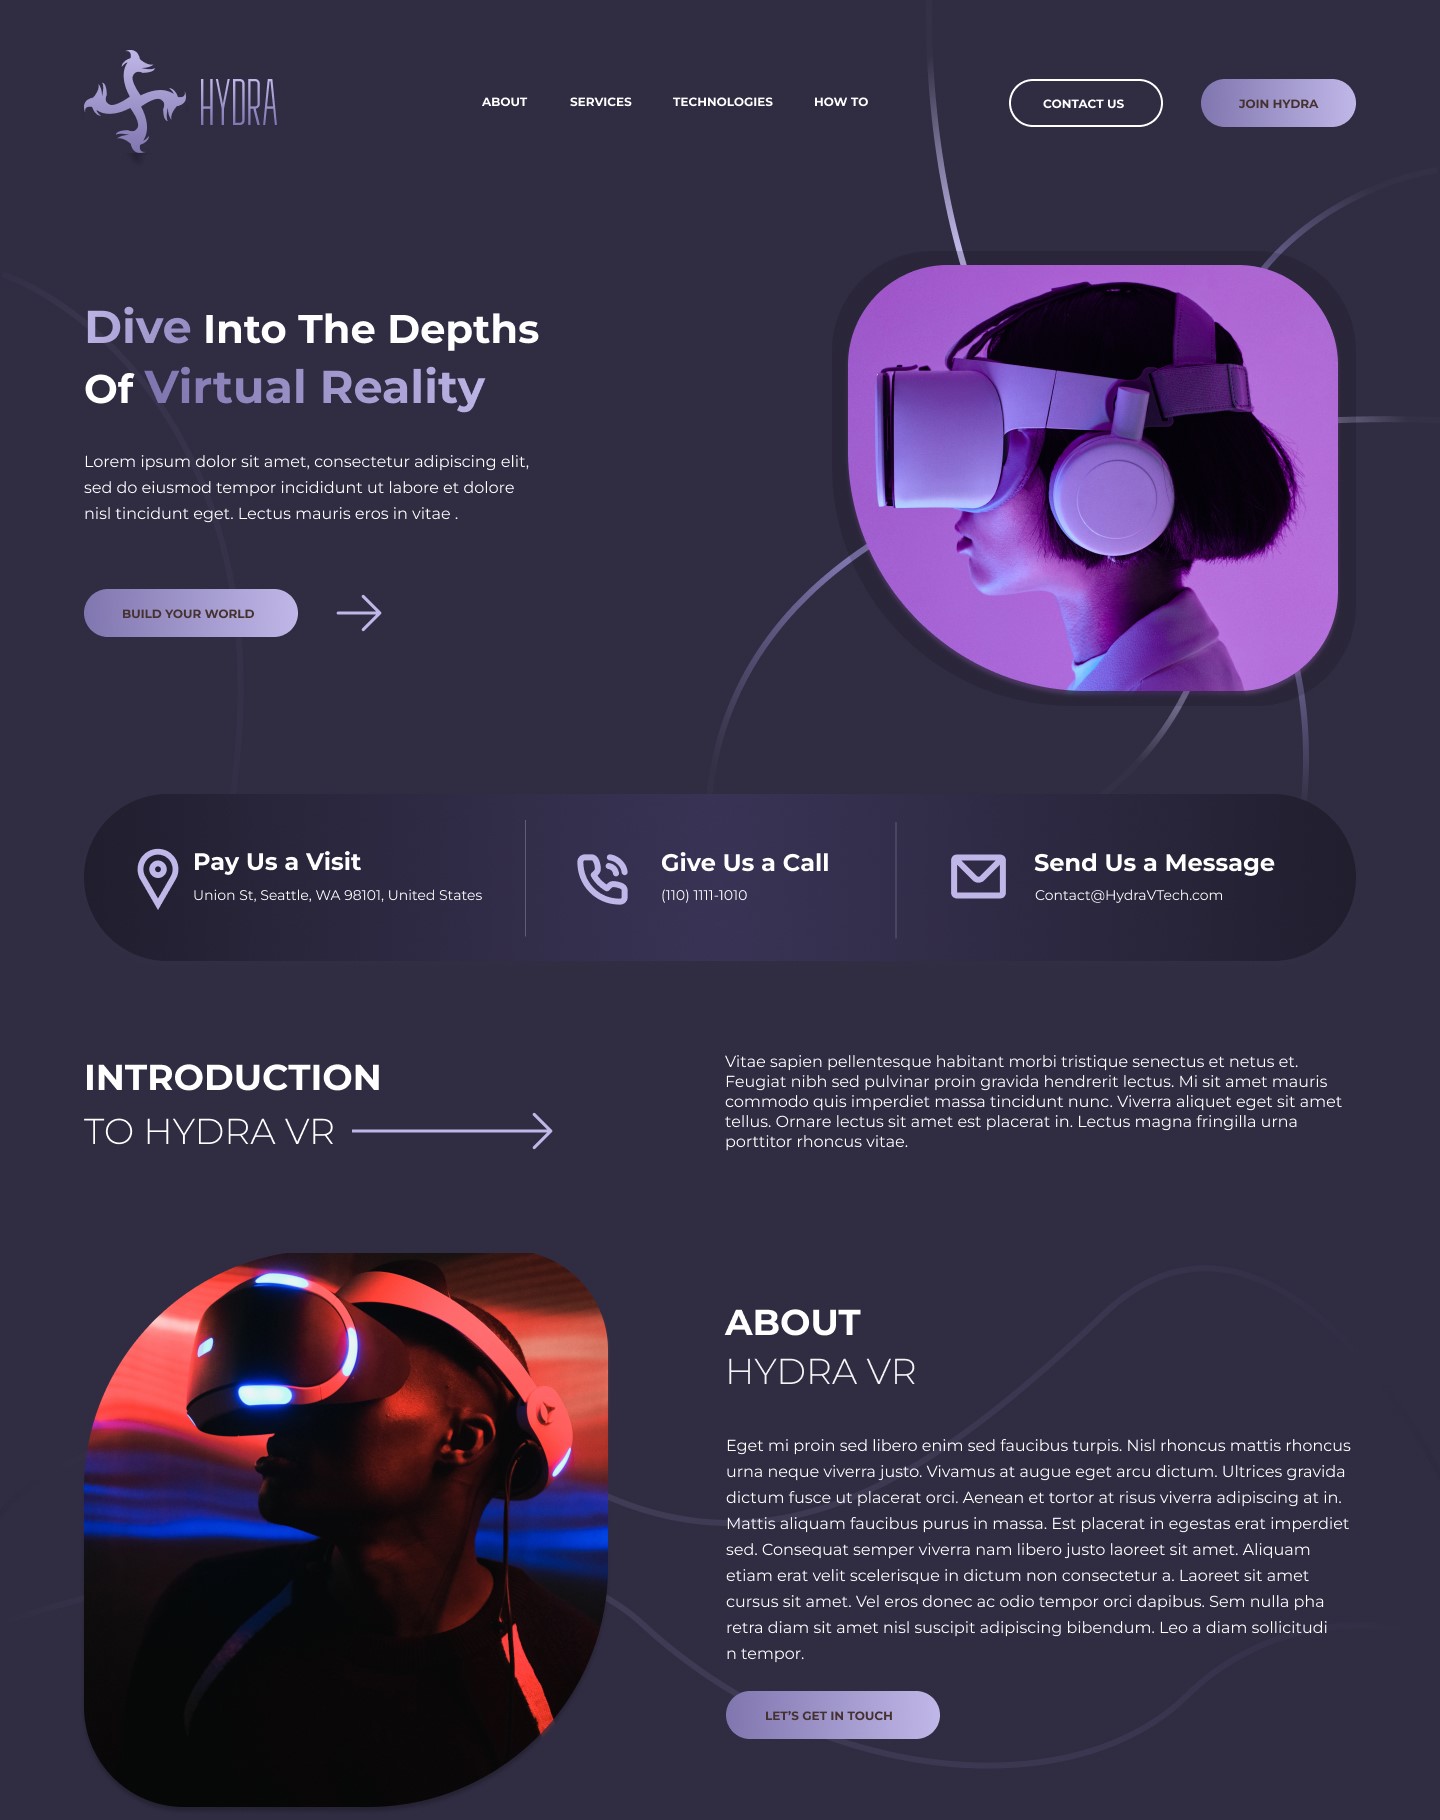 HYDRA
ABOUT
SERVICES
TECHNOLOGIES
HOW TO
CONTACT US
JOIN HYDRA
Dive Into The Depths
Of Virtual Reality
Lorem ipsum dolor sit amet, consectetur adipiscing elit,
sed do eiusmod tempor incididunt ut labore et dolore
nisl tincidunt eget. Lectus mauris eros in vitae .
BUILD YOUR WORLD
Pay Us a Visit
Union St, Seattle, WA 98101, United States
Give Us a Call
(110) 1111-1010
Send Us a Message
Contact@HydraVTech.com
INTRODUCTION
TO HYDRA VR
Vitae sapien pellentesque habitant morbi tristique senectus et netus et.
Feugiat nibh sed pulvinar proin gravida hendrerit lectus. Mi sit amet mauris
commodo quis imperdiet massa tincidunt nunc. Viverra aliquet eget sit amet
tellus. Ornare lectus sit amet est placerat in. Lectus magna fringilla urna
porttitor rhoncus vitae.
ABOUT
HYDRA VR
Eget mi proin sed libero enim sed faucibus turpis. Nisl rhoncus mattis rhoncus
urna neque viverra justo. Vivamus at augue eget arcu dictum. Ultrices gravida
dictum fusce ut placerat orci. Aenean et tortor at risus viverra adipiscing at in.
Mattis aliquam faucibus purus in massa. Est placerat in egestas erat imperdiet
sed. Consequat semper viverra nam libero justo laoreet sit amet. Aliquam
etiam erat velit scelerisque in dictum non consectetur a. Laoreet sit amet
cursus sit amet. Vel eros donec ac odio tempor orci dapibus. Sem nulla pha
retra diam sit amet nisl suscipit adipiscing bibendum. Leo a diam sollicitudi
n tempor.
LET’S GET IN TOUCH